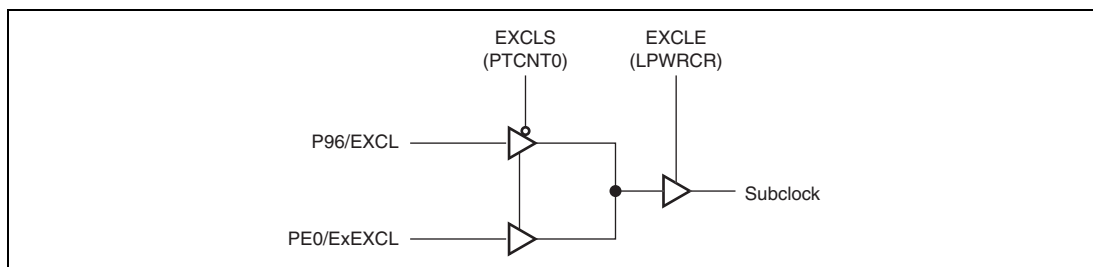 EXCLS
(PTCNT0)
EXCLE
(LPWRCR)
P96/EXCL
Subclock
PE0/ExEXCL